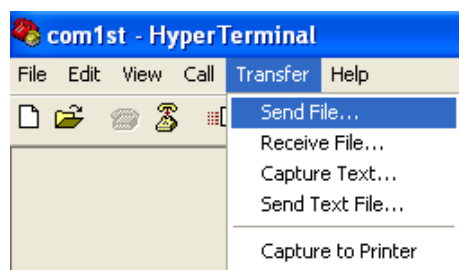 com1st - HyperTerminal
File Edit View Call Transfer Help
Send File...
Receive File...
Capture Text...
Send Text File...
Capture to Printer